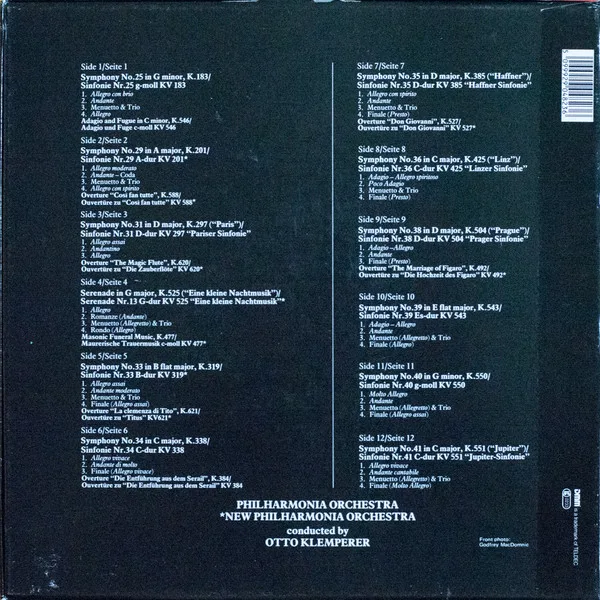 Side 1/Seite 1
Symphony No.25 in G minor, K.183/
Sinfonie Nr.25 g-moll KV 183
1. Allegro con brio
2. Andante
3. Menuetto & Trio
4. Allegro
Adagio and Fugue in C minor, K.546/
Adagio und Fuge c-moll KV 546
Side 2/Seite 2
Symphony No.29 in A major, K.201/
Sinfonie Nr.29 A-dur KV 201*
1. Allegro moderato
2. Andante – Coda
3. Menuetto & Trio
4. Allegro con spirito
Overture "Così fan tutte", K.588/
Ouvertüre zu "Così fan tutte" KV 588*
Side 3/Seite 3
Symphony No.31 in D major, K.297 ("Paris")/
Sinfonie Nr.31 D-dur KV 297 "Pariser Sinfonie"
1. Allegro assai
2. Andantino
3. Allegro
Overture "The Magic Flute", K.620/
Ouvertüre zu "Die Zauberflöte" KV 620*
Side 4/Seite 4
Serenade in G major, K.525 ("Eine kleine Nachtmusik")/
Serenade Nr.13 G-dur KV 525 "Eine kleine Nachtmusik"*
1. Allegro
2. Romanze (Andante)
3. Menuetto (Allegretto) & Trio
4. Rondo (Allegro)
Masonic Funeral Music, K.477/
Maurerische Trauermusik c-moll KV 477*
Side 5/Seite 5
Symphony No.33 in B flat major, K.319/
Sinfonie Nr.33 B-dur KV 319*
1. Allegro assai
2. Andante moderato
3. Menuetto & Trio
4. Finale (Allegro assai)
Overture "La clemenza di Tito", K.621/
Ouvertüre zu "Titus" KV621*
Side 6/Seite 6
Symphony No.34 in C major, K.338/
Sinfonie Nr.34 C-dur KV 338
1. Allegro vivace
2. Andante di molto
3. Finale (Allegro vivace)
Overture "Die Entführung aus dem Serail", K.384/
Ouvertüre zu "Die Entführung aus dem Serail" KV 384
Side 7/Seite 7
Symphony No.35 in D major, K.385 ("Haffner")/
Sinfonie Nr.35 D-dur KV 385 "Haffner Sinfonie"
1. Allegro con spirito
2. Andante
3. Menuetto & Trio
4. Finale (Presto)
Overture "Don Giovanni", K.527/
Ouvertüre zu "Don Giovanni" KV 527*
Side 8/Seite 8
Symphony No.36 in C major, K.425 ("Linz")/
Sinfonie Nr.36 C-dur KV 425 "Linzer Sinfonie"
1. Adagio – Allegro spiritoso
2. Poco Adagio
3. Menuetto & Trio
4. Finale (Presto)
Side 9/Seite 9
Symphony No.38 in D major, K.504 ("Prague")/
Sinfonie Nr.38 D-dur KV 504 "Prager Sinfonie"
1. Adagio – Allegro
2. Andante
3. Finale (Presto)
Overture "The Marriage of Figaro", K.492/
Ouvertüre zu "Die Hochzeit des Figaro" KV 492*
Side 10/Seite 10
Symphony No.39 in E flat major, K.543/
Sinfonie Nr.39 Es-dur KV 543
1. Adagio – Allegro
2. Andante
3. Menuetto (Allegretto) & Trio
4. Finale (Allegro)
Side 11/Seite 11
Symphony No.40 in G minor, K.550/
Sinfonie Nr.40 g-moll KV 550
1. Molto Allegro
2. Andante
3. Menuetto (Allegretto) & Trio
4. Finale (Allegro assai)
Side 12/Seite 12
Symphony No.41 in C major, K.551 ("Jupiter")/
Sinfonie Nr.41 C-dur KV 551 "Jupiter-Sinfonie"
1. Allegro vivace
2. Andante cantabile
3. Menuetto (Allegretto) & Trio
4. Finale (Molto Allegro)
PHILHARMONIA ORCHESTRA
*NEW PHILHARMONIA ORCHESTRA
conducted by
OTTO KLEMPERER
Front photo:
Godfrey MacDomnic
DMM
is a trademark of TELDEC